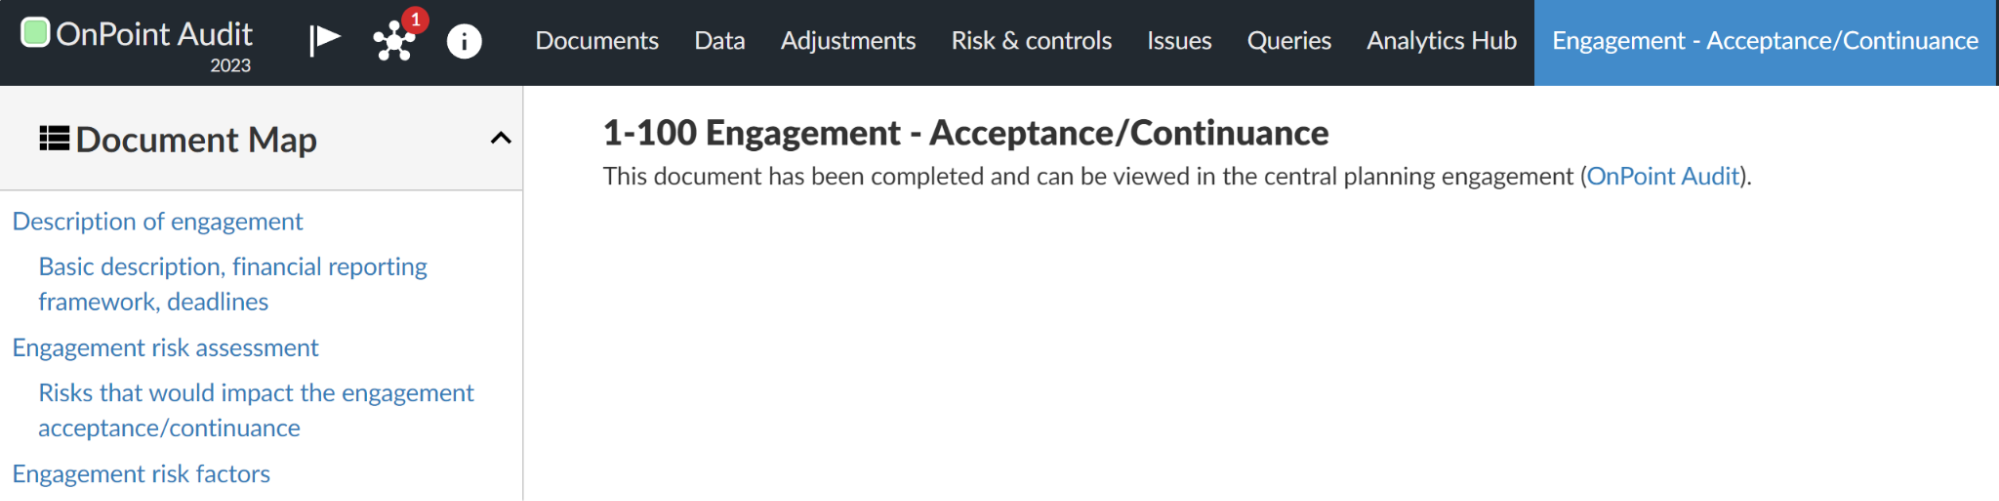 OnPoint Audit
2023
1
Documents Data Adjustments Risk & controls Issues Queries Analytics Hub Engagement - Acceptance/Continuance
Document Map
Description of engagement
Basic description, financial reporting
framework, deadlines
Engagement risk assessment
Risks that would impact the engagement
acceptance/continuance
Engagement risk factors
1-100 Engagement - Acceptance/Continuance
This document has been completed and can be viewed in the central planning engagement (OnPoint Audit).